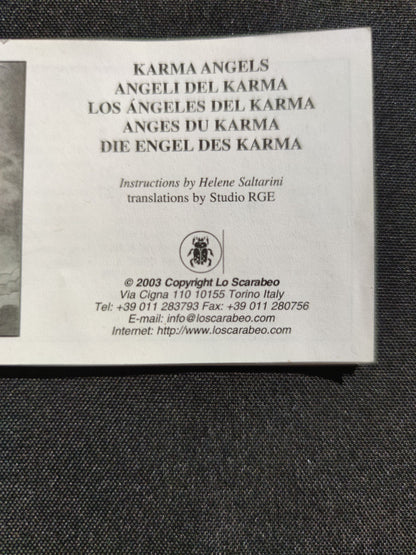 KARMA ANGELS
ANGELI DEL KARMA
LOS ÁNGELES DEL KARMA
ANGES DU KARMA
DIE ENGEL DES KARMA
Instructions by Helene Saltarini
translations by Studio RGE
© 2003 Copyright Lo Scarabeo
Via Cigna 110 10155 Torino Italy
Tel: +39 011 283793 Fax: +39 011 280756
E-mail: info@loscarabeo.com
Internet: http://www.loscarabeo.com